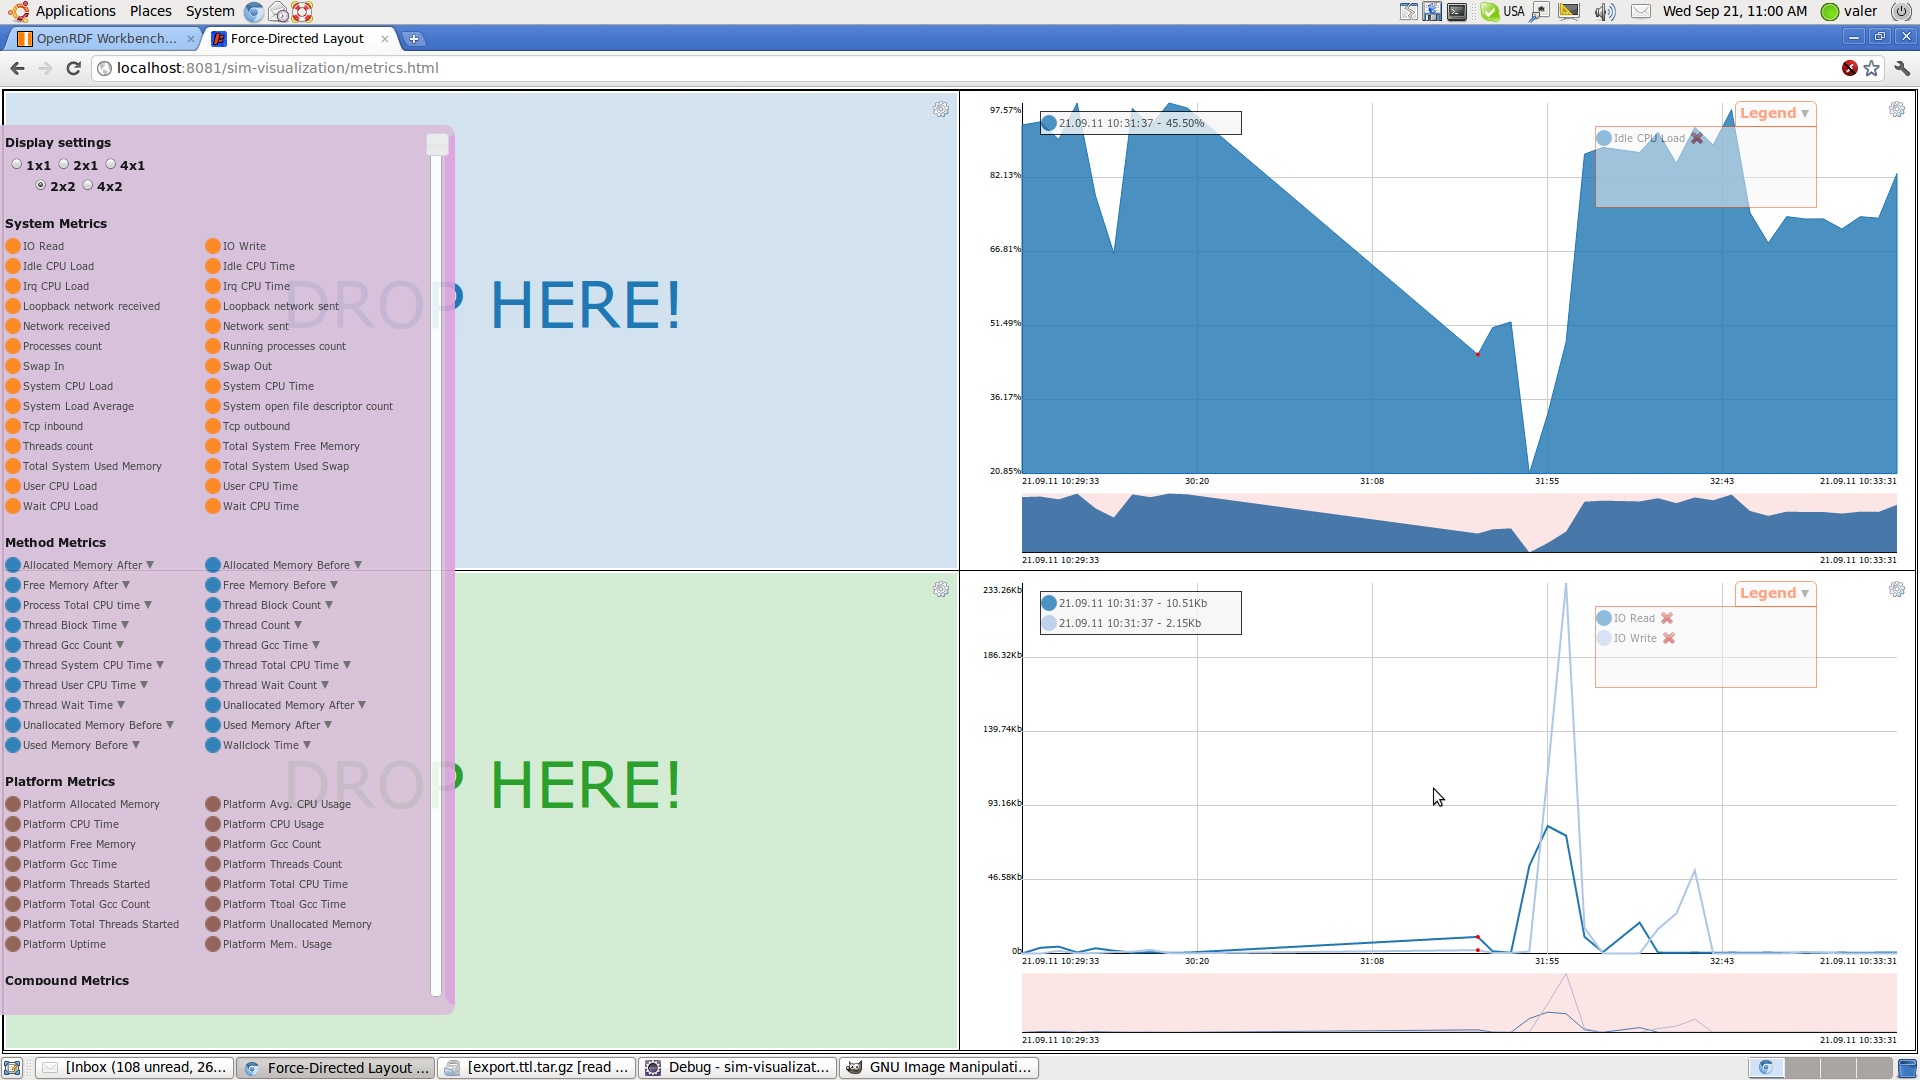 Applications Places System USA Wed Sep 21, 11:00 AM valer
OpenRDF Workbench... Force-Directed Layout
localhost:8081/sim-visualization/metrics.html
Display settings
1x1 2x1 4x1
2x2 4x2
System Metrics
IO Read IO Write
Idle CPU Load Idle CPU Time
Irq CPU Load Irq CPU Time
Loopback network received Loopback network sent
Network received Network sent
Processes count Running processes count
Swap In Swap Out
System CPU Load System CPU Time
System Load Average System open file descriptor count
Tcp inbound Tcp outbound
Threads count Total System Free Memory
Total System Used Memory Total System Used Swap
User CPU Load User CPU Time
Wait CPU Load Wait CPU Time
Method Metrics
Allocated Memory After ▼ Allocated Memory Before ▼
Free Memory After ▼ Free Memory Before ▼
Process Total CPU time ▼ Thread Block Count ▼
Thread Block Time ▼ Thread Count ▼
Thread Gcc Count ▼ Thread Gcc Time ▼
Thread System CPU Time ▼ Thread Total CPU Time ▼
Thread User CPU Time ▼ Thread Wait Count ▼
Thread Wait Time ▼ Unallocated Memory After ▼
Unallocated Memory Before ▼ Used Memory After ▼
Used Memory Before ▼ Wallclock Time ▼
Platform Metrics
Platform Allocated Memory Platform Avg. CPU Usage
Platform CPU Time Platform CPU Usage
Platform Free Memory Platform Gcc Count
Platform Gcc Time Platform Threads Count
Platform Threads Started Platform Total CPU Time
Platform Total Gcc Count Platform Ttoal Gcc Time
Platform Total Threads Started Platform Unallocated Memory
Platform Uptime Platform Mem. Usage
Compound Metrics
DROP HERE!
DROP HERE!
97.57%
82.13%
66.81%
51.49%
36.17%
20.85%
21.09.11 10:31:37 - 45.50%
Legend ▼
Idle CPU Load
21.09.11 10:29:33 30:20 31:08 31:55 32:43 21.09.11 10:33:31
21.09.11 10:29:33 21.09.11 10:33:31
233.26Kb
186.32Kb
139.74Kb
93.16Kb
46.58Kb
0b
21.09.11 10:31:37 - 10.51Kb
21.09.11 10:31:37 - 2.15Kb
Legend ▼
IO Read
IO Write
21.09.11 10:29:33 30:20 31:08 31:55 32:43 21.09.11 10:33:31
21.09.11 10:29:33 21.09.11 10:33:31
[Inbox (108 unread, 26... Force-Directed Layout ... [export.ttl.tar.gz [read ... Debug - sim-visualizat... GNU Image Manipulati...